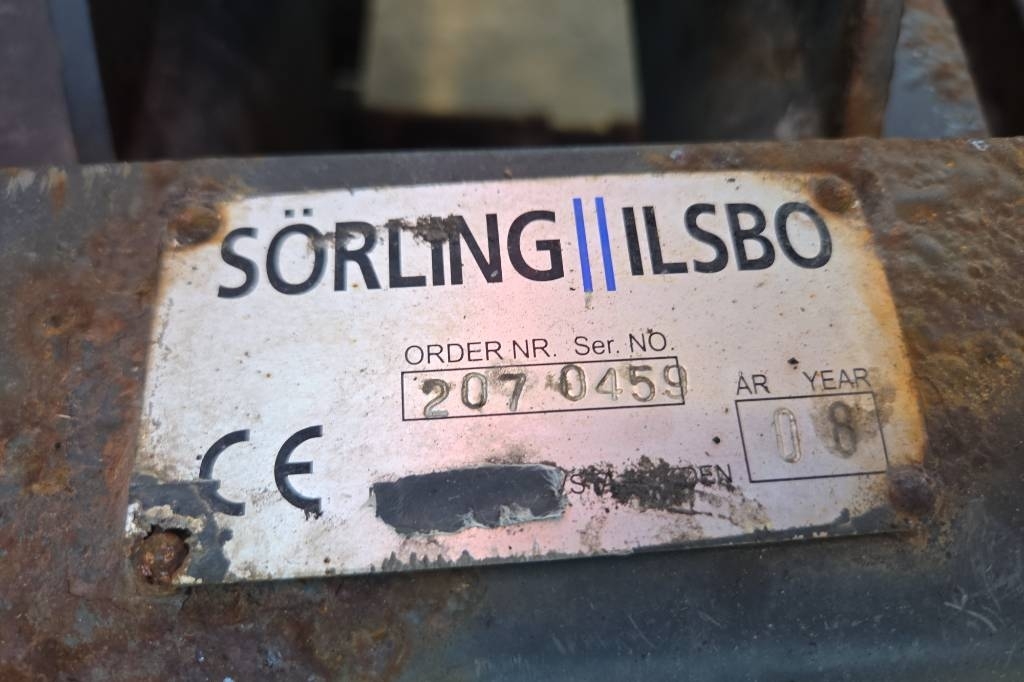 SÖRLING ILSBO
ORDER NR. Ser. NO.
207 0459
ÅR YEAR
08
CE